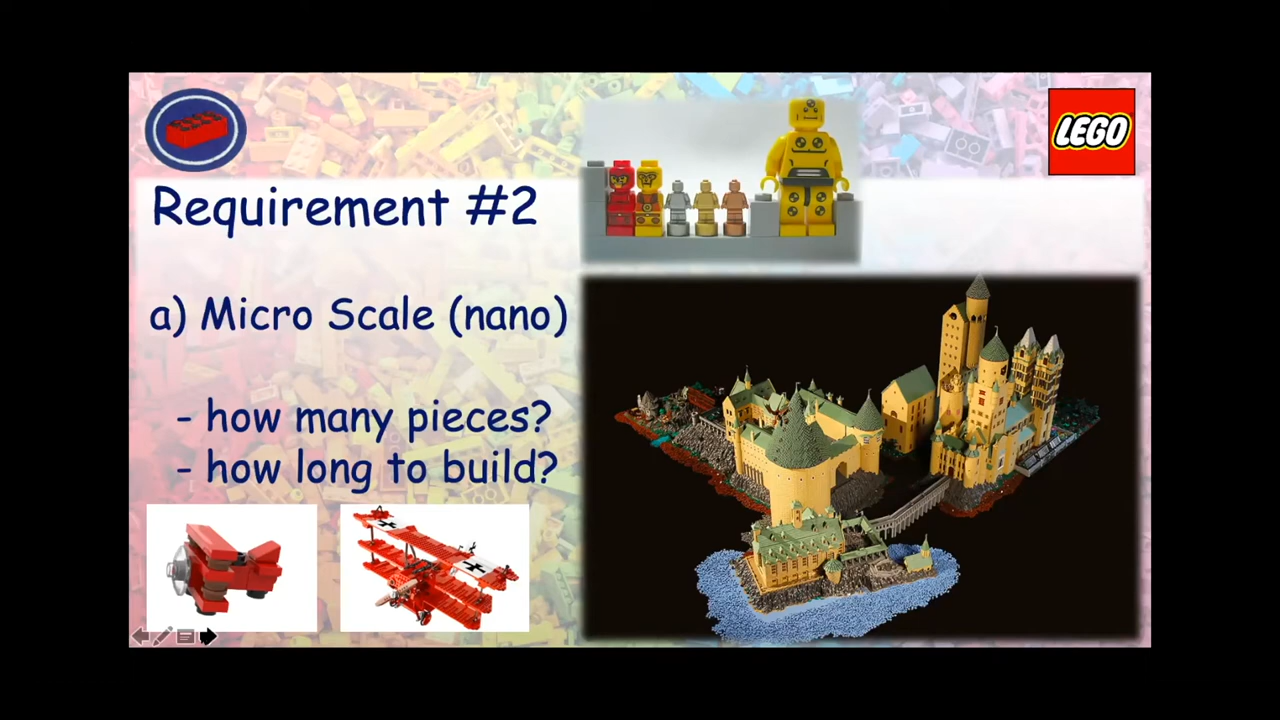 LEGO
Requirement #2
a) Micro Scale (nano)
- how many pieces?
- how long to build?